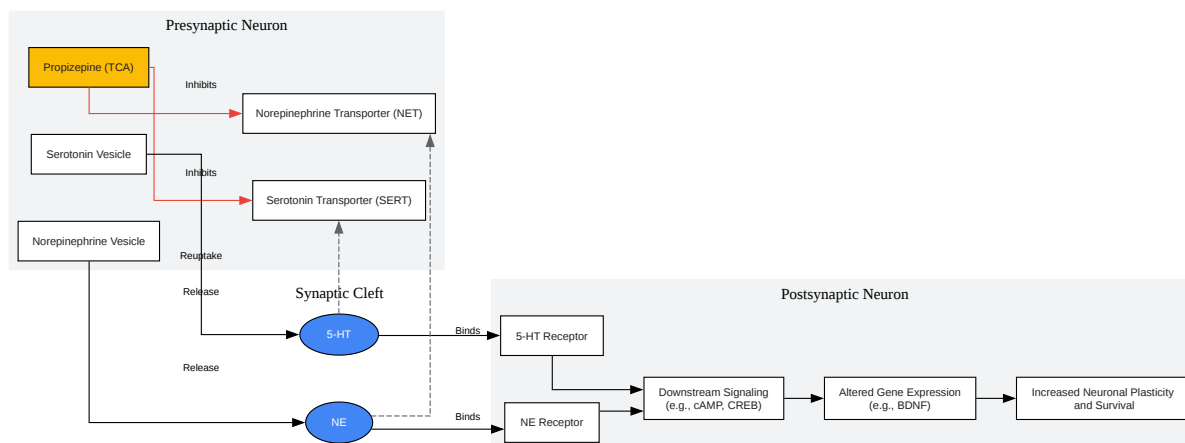 Presynaptic Neuron
Propizepine (TCA)
Inhibits
Norepinephrine Transporter (NET)
Serotonin Vesicle
Inhibits
Serotonin Transporter (SERT)
Norepinephrine Vesicle
Reuptake
Release
Synaptic Cleft
Postsynaptic Neuron
5-HT
Binds
5-HT Receptor
Release
Downstream Signaling
(e.g., cAMP, CREB)
Altered Gene Expression
(e.g., BDNF)
Increased Neuronal Plasticity
and Survival
NE
Binds
NE Receptor